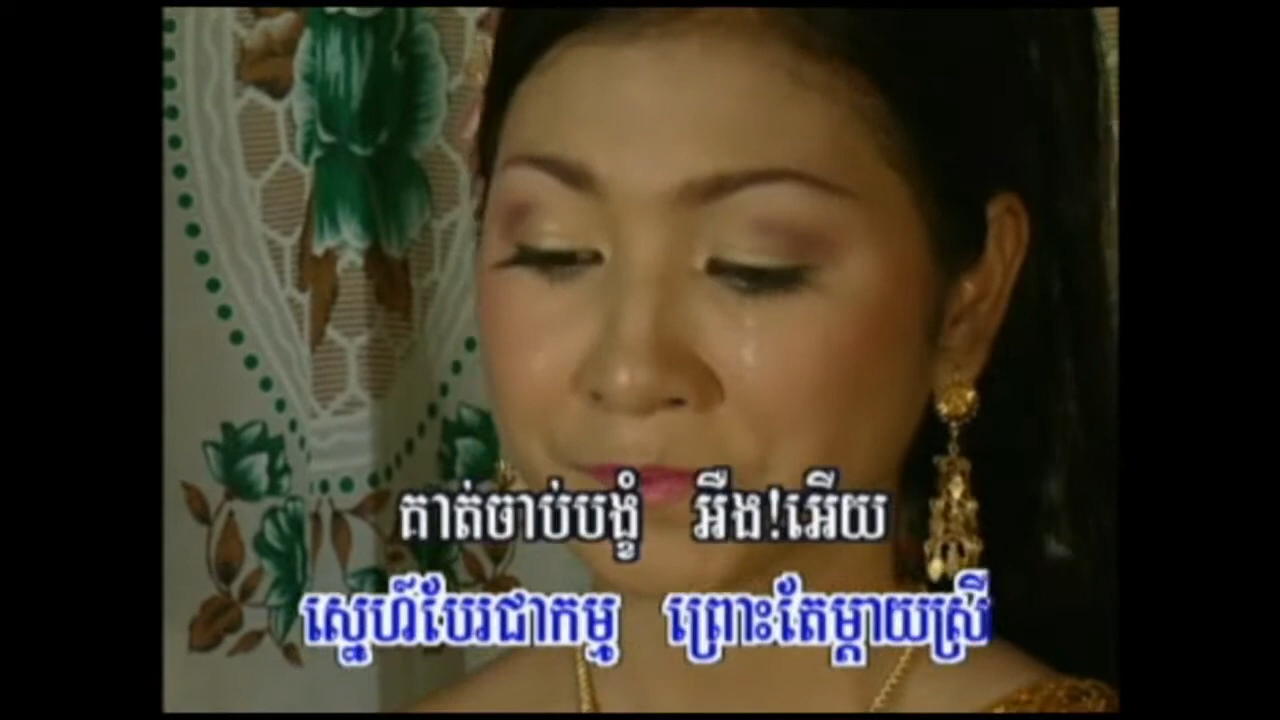 គាត់ចាប់បង្ខំ អឺង!អើយ
ស្នេហ៍បែរជាកម្ម ព្រោះតែម្ដាយស្រី